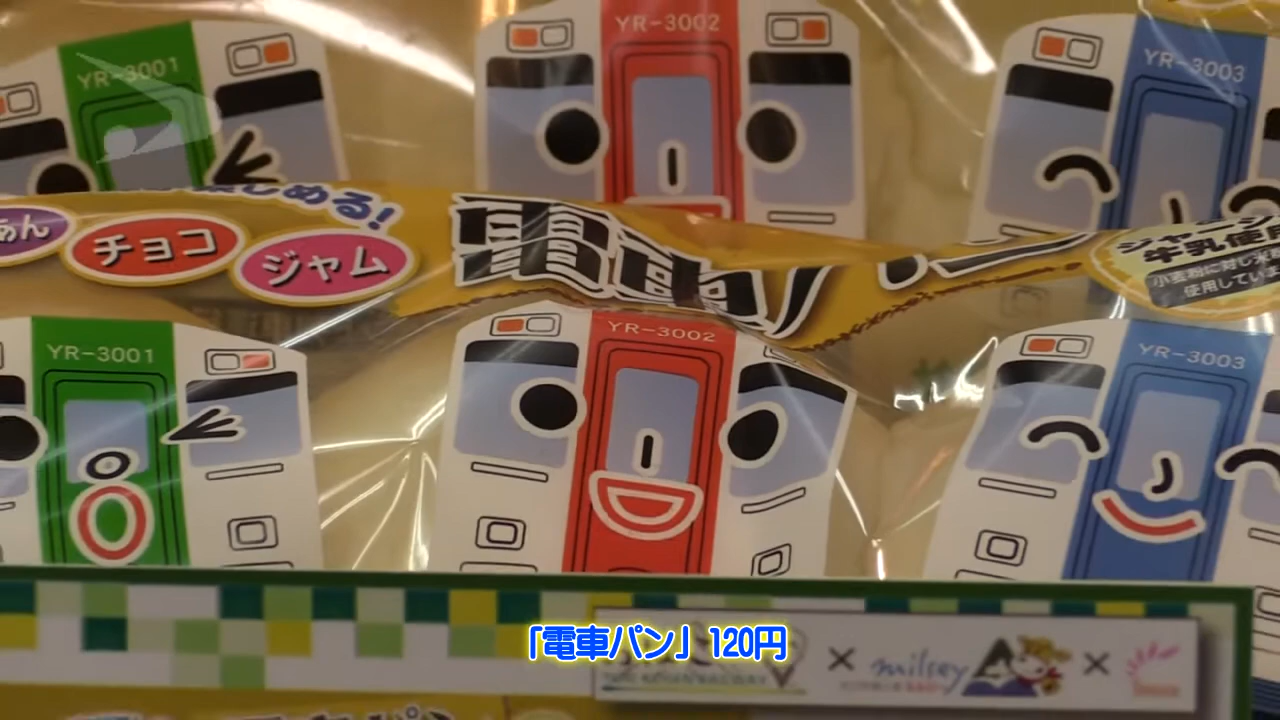 YR-3001
YR-3002
YR-3003
める!
あん
チョコ
ジャム
電車パン
ジャージー
牛乳使用
小麦粉に対し米粉
使用しています
YR-3001
YR-3002
YR-3003
「電車パン」120円
× milsey ×